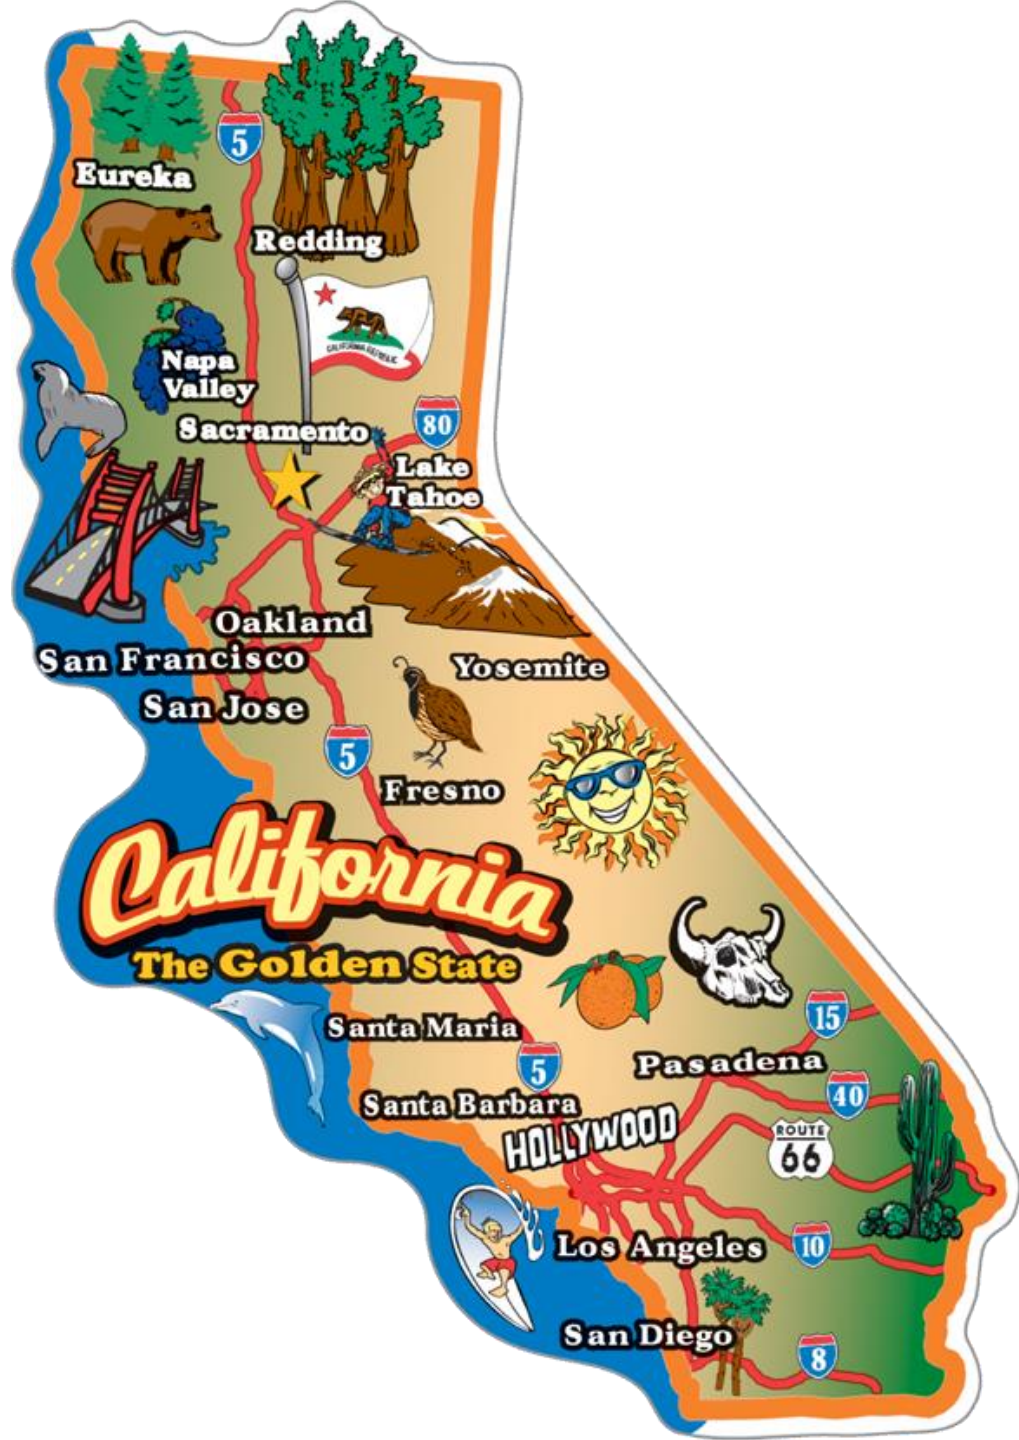 5
Eureka
Redding
CALIFORNIA REPUBLIC
Napa
Valley
Sacramento
80
Lake
Tahoe
Oakland
San Francisco
Yosemite
San Jose
5
Fresno
California
The Golden State
15
Santa Maria
5
Pasadena
40
Santa Barbara
HOLLYWOOD
ROUTE
66
Los Angeles
10
San Diego
8